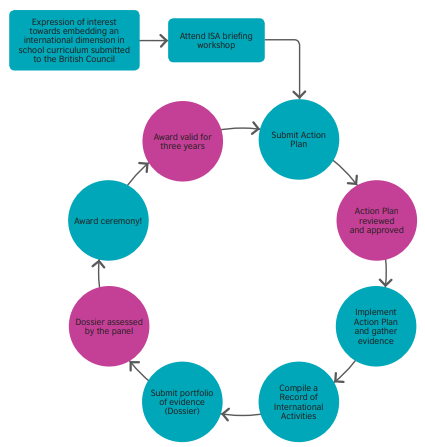 Expression of interest
towards embedding an
international dimension in
school curriculum submitted
to the British Council
Attend ISA briefing
workshop
Submit Action
Plan
Action Plan
reviewed
and approved
Implement
Action Plan
and gather
evidence
Compile a
Record of
International
Activities
Submit portfolio
of evidence
(Dossier)
Dossier assessed
by the panel
Award ceremony!
Award valid for
three years